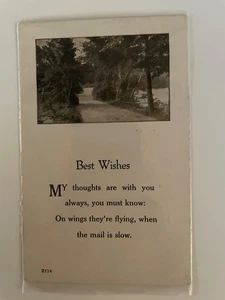 Best Wishes
MY thoughts are with you
always, you must know:
On wings they're flying, when
the mail is slow.